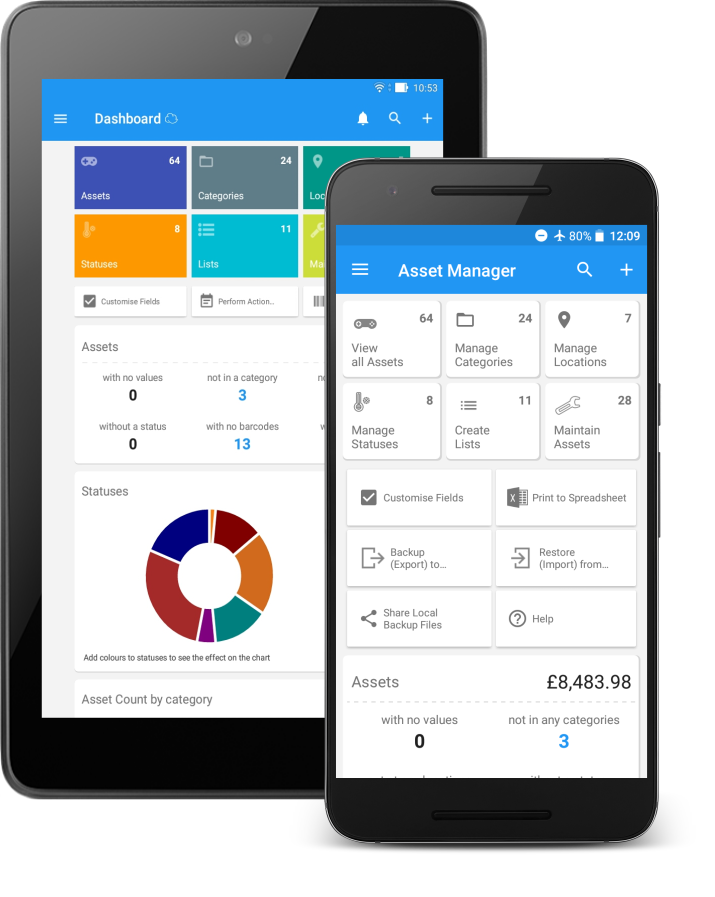 10:53
Dashboard
64
Assets
24
Categories
8
Statuses
11
Lists
Customise Fields
Perform Action...
Assets
with no values
0
not in a category
3
without a status
0
with no barcodes
13
Statuses
Add colours to statuses to see the effect on the chart
Asset Count by category
80% 12:09
Asset Manager
64
View
all Assets
24
Manage
Categories
7
Manage
Locations
8
Manage
Statuses
11
Create
Lists
28
Maintain
Assets
Customise Fields
Print to Spreadsheet
Backup
(Export) to...
Restore
(Import) from...
Share Local
Backup Files
Help
Assets
£8,483.98
with no values
0
not in any categories
3